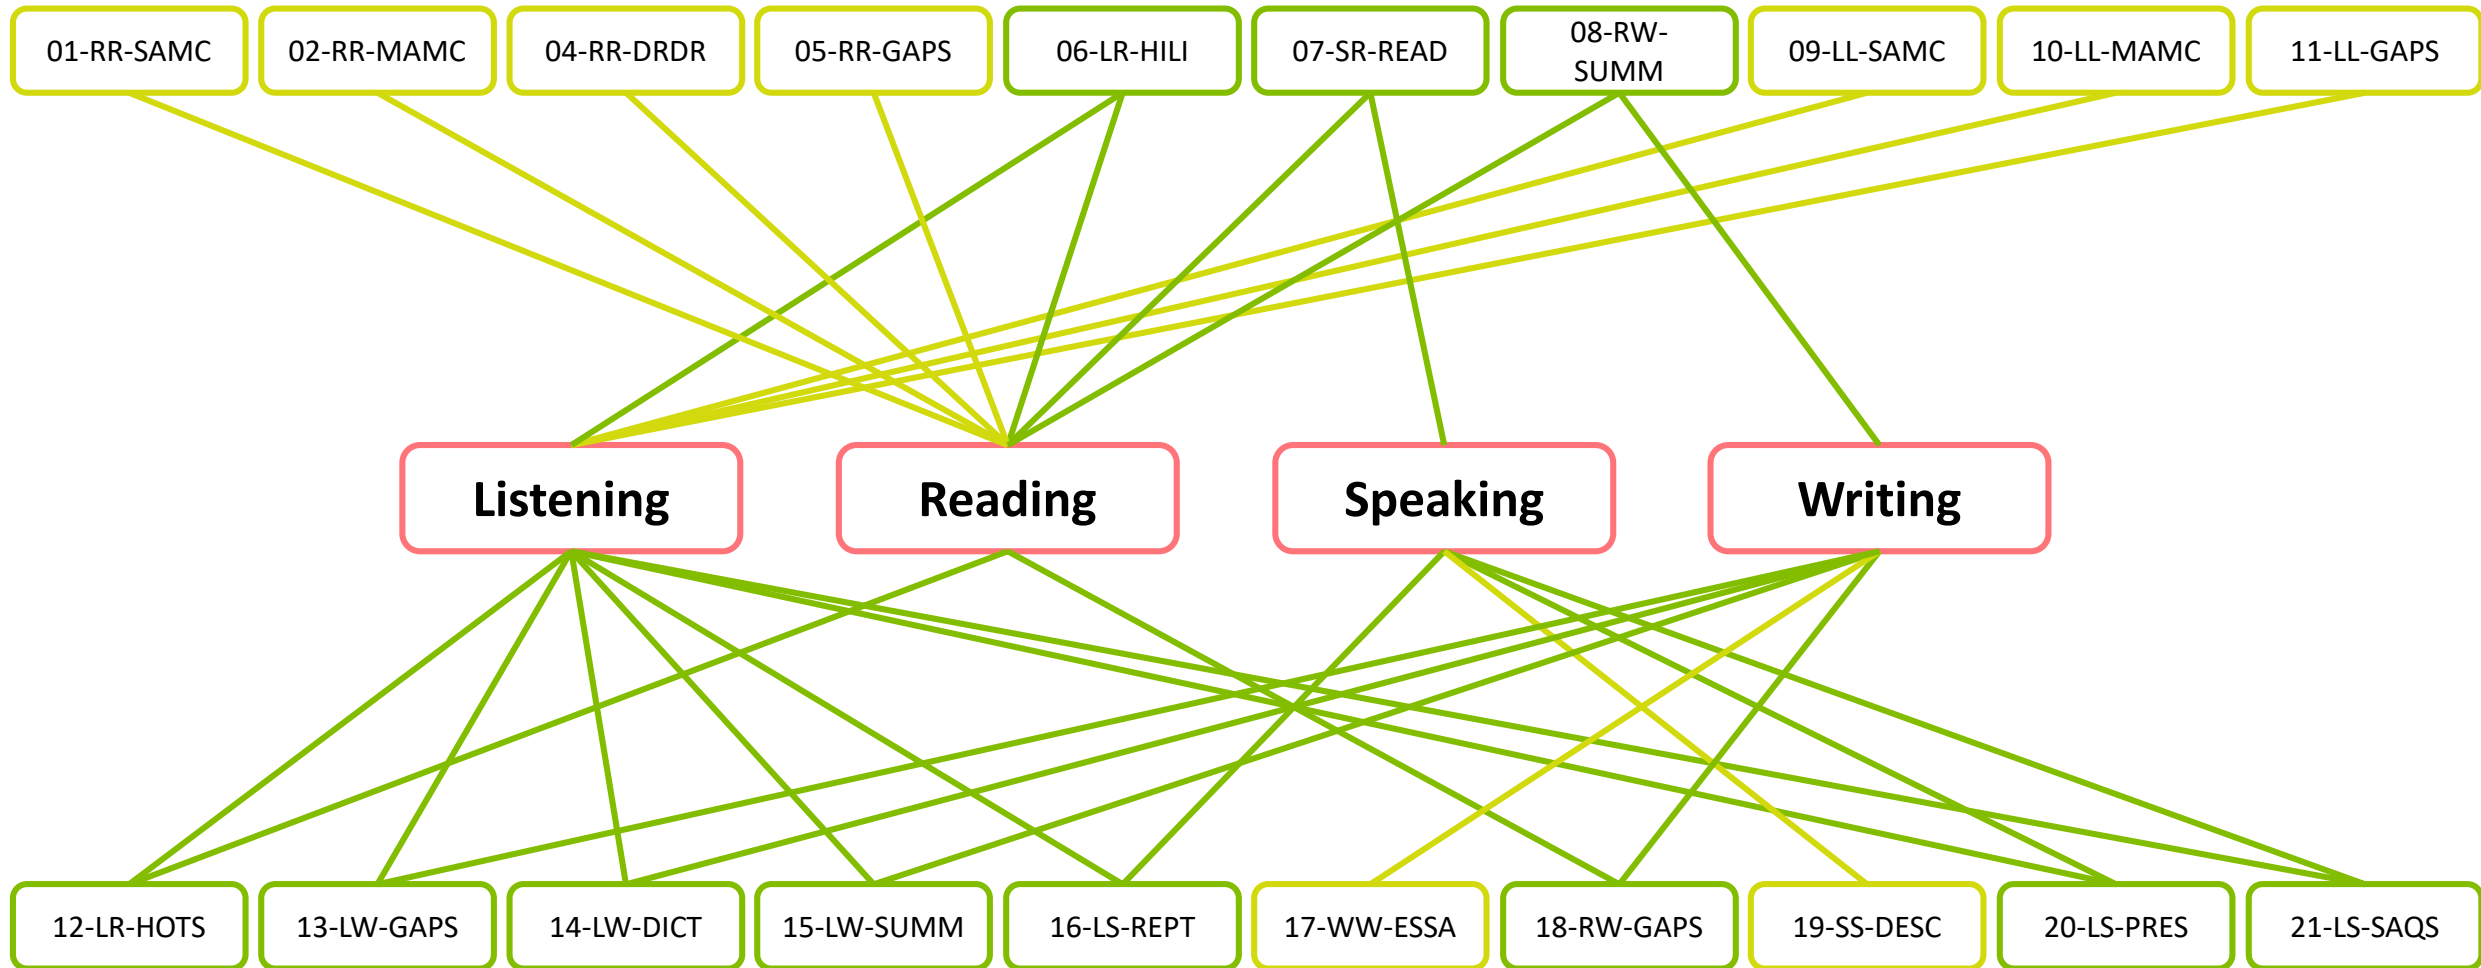 01-RR-SAMC
02-RR-MAMC
04-RR-DRDR
05-RR-GAPS
06-LR-HILI
07-SR-READ
08-RW-
SUMM
09-LL-SAMC
10-LL-MAMC
11-LL-GAPS
Listening
Reading
Speaking
Writing
12-LR-HOTS
13-LW-GAPS
14-LW-DICT
15-LW-SUMM
16-LS-REPT
17-WW-ESSA
18-RW-GAPS
19-SS-DESC
20-LS-PRES
21-LS-SAQS